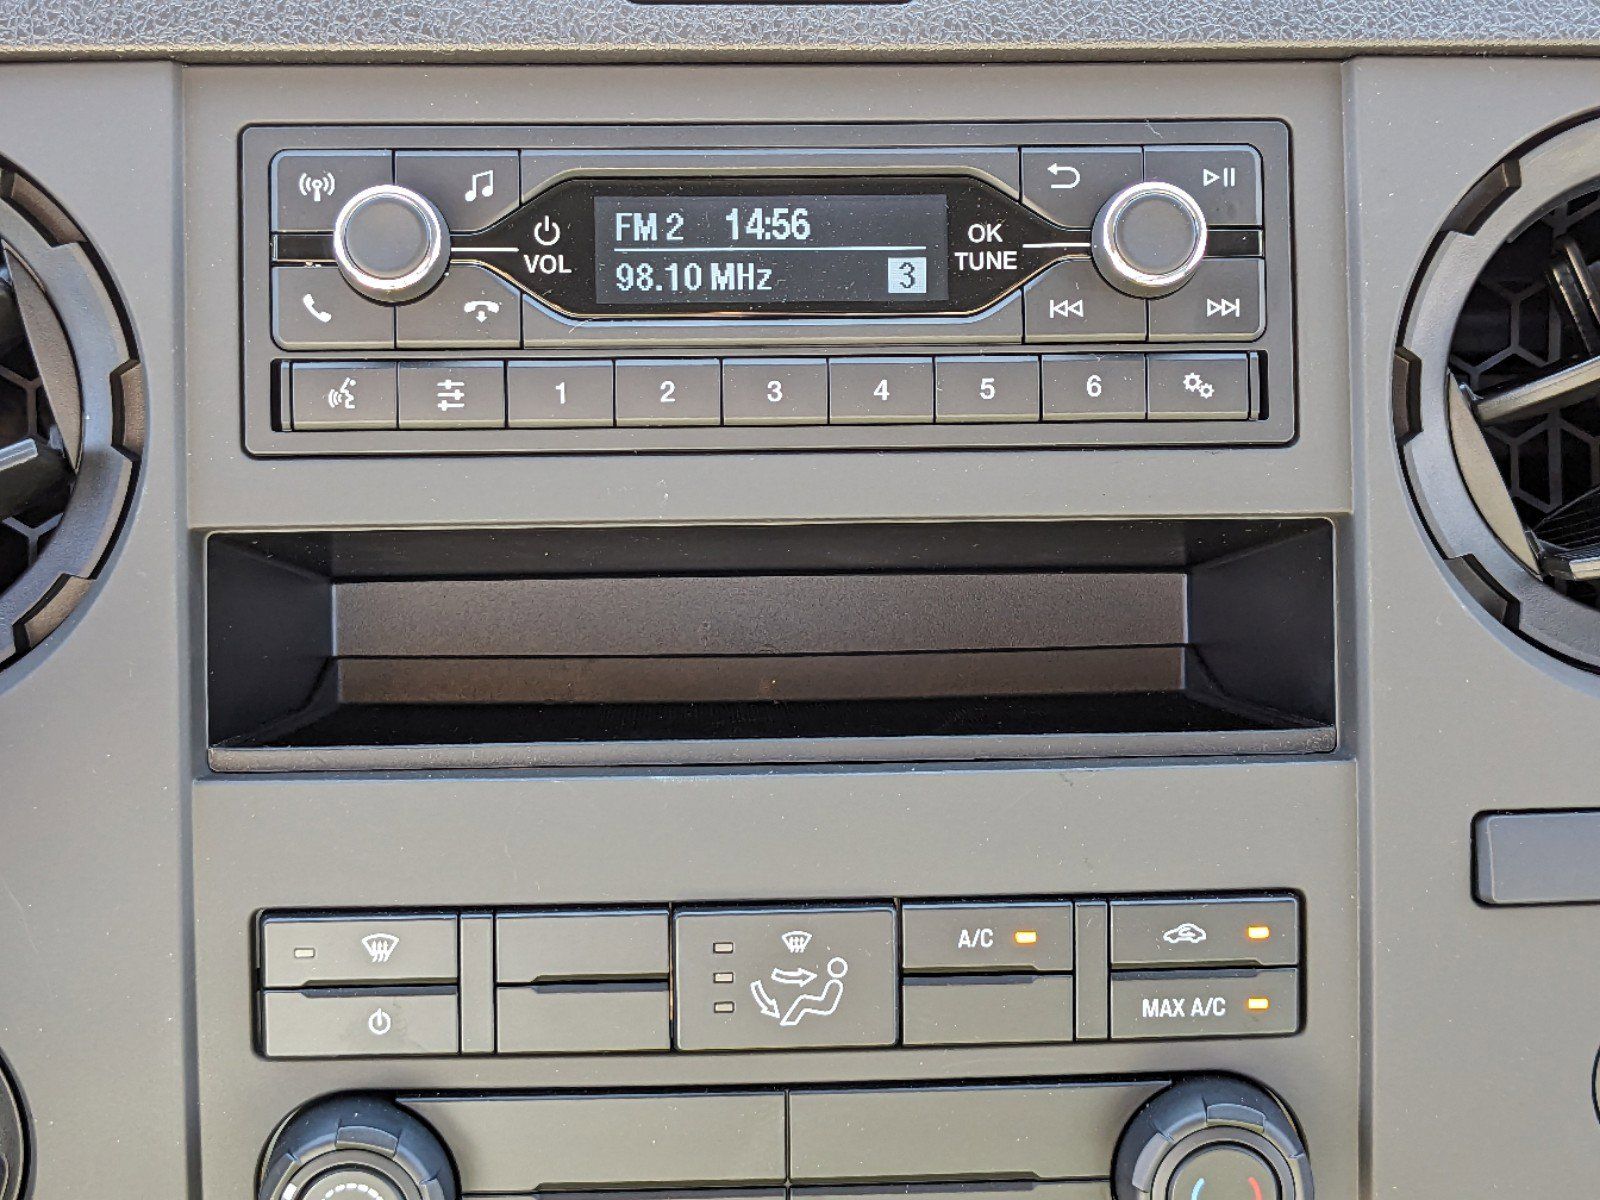 FM 2 14:56
98.10 MHz 3
VOL
OK
TUNE
1 2 3 4 5 6
A/C
MAX A/C